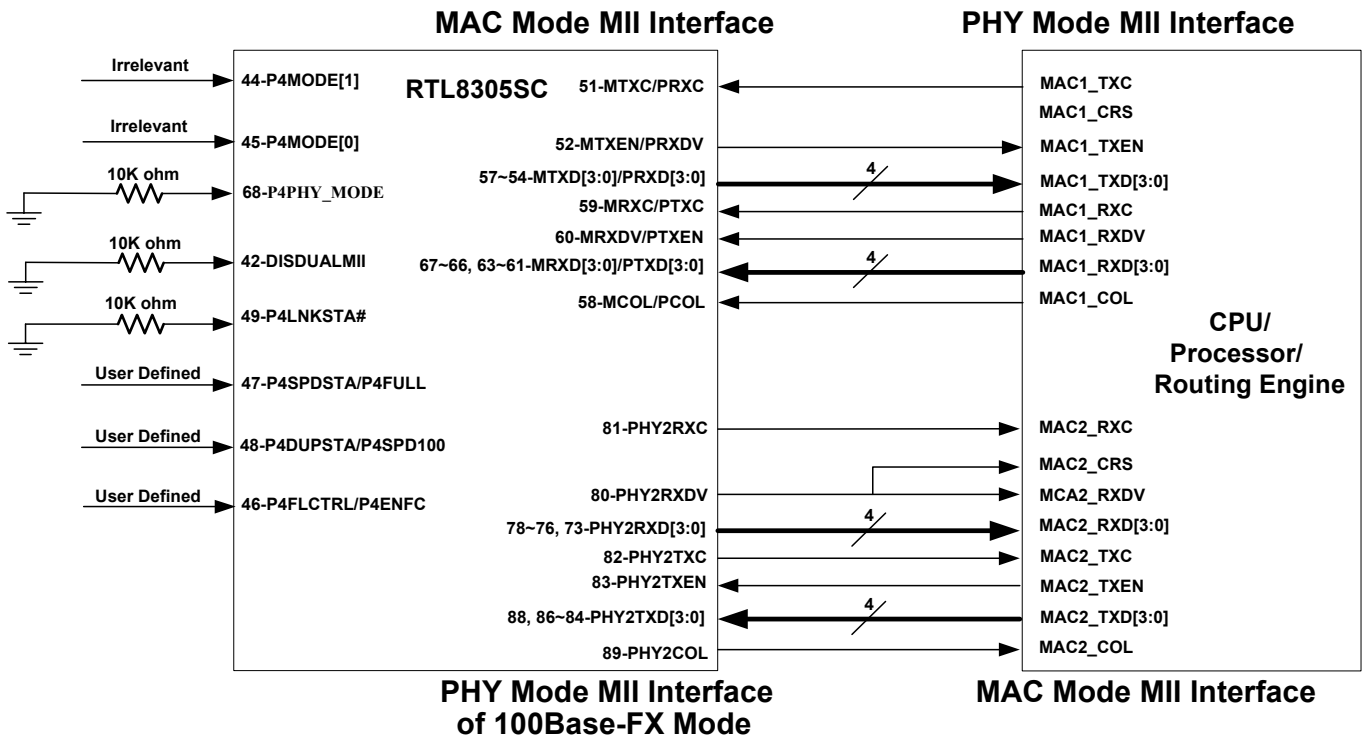 MAC Mode MII Interface
PHY Mode MII Interface
Irrelevant
44-P4MODE[1]
RTL8305SC
51-MTXC/PRXC
MAC1_TXC
MAC1_CRS
Irrelevant
45-P4MODE[0]
52-MTXEN/PRXDV
MAC1_TXEN
10K ohm
68-P4PHY_MODE
57~54-MTXD[3:0]/PRXD[3:0]
4
MAC1_TXD[3:0]
59-MRXC/PTXC
MAC1_RXC
60-MRXDV/PTXEN
MAC1_RXDV
10K ohm
42-DISDUALMII
67~66, 63~61-MRXD[3:0]/PTXD[3:0]
4
MAC1_RXD[3:0]
10K ohm
49-P4LNKSTA#
58-MCOL/PCOL
MAC1_COL
CPU/
Processor/
Routing Engine
User Defined
47-P4SPDSTA/P4FULL
81-PHY2RXC
MAC2_RXC
User Defined
48-P4DUPSTA/P4SPD100
MAC2_CRS
User Defined
46-P4FLCTRL/P4ENFC
80-PHY2RXDV
MCA2_RXDV
78~76, 73-PHY2RXD[3:0]
4
MAC2_RXD[3:0]
82-PHY2TXC
MAC2_TXC
83-PHY2TXEN
MAC2_TXEN
88, 86~84-PHY2TXD[3:0]
4
MAC2_TXD[3:0]
89-PHY2COL
MAC2_COL
PHY Mode MII Interface
of 100Base-FX Mode
MAC Mode MII Interface